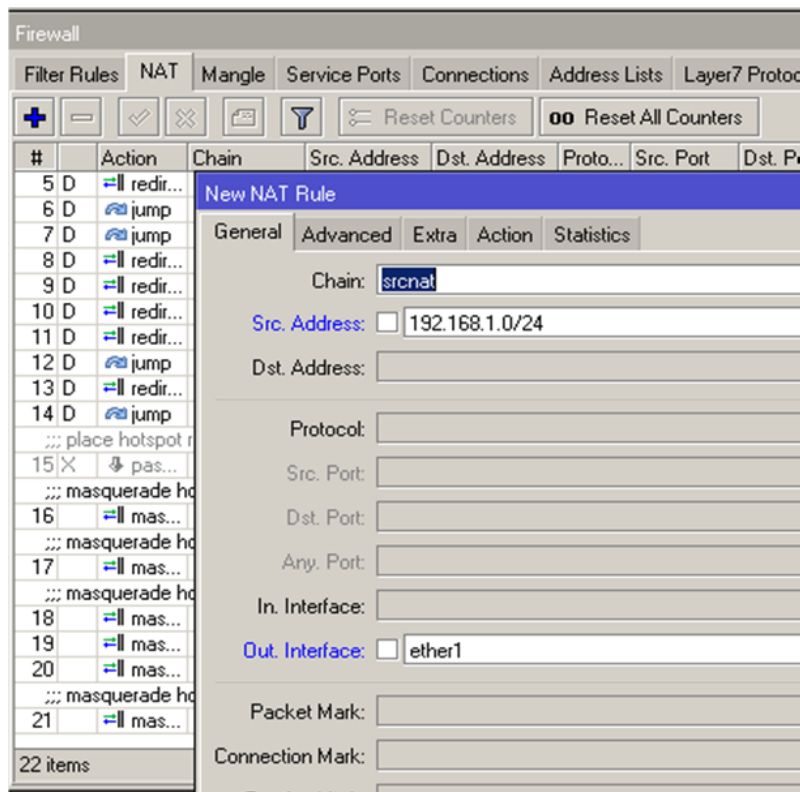 Firewall
Filter Rules NAT Mangle Service Ports Connections Address Lists Layer7 Protoc
Reset Counters 00 Reset All Counters
# Action Chain Src. Address Dst. Address Proto... Src. Port Dst. P
5 D redir...
6 D jump
7 D jump
8 D redir...
9 D redir...
10 D redir...
11 D redir...
12 D jump
13 D redir...
14 D jump
;;; place hotspot r
15 X pas...
;;; masquerade ho
16 mas...
;;; masquerade ho
17 mas...
;;; masquerade ho
18 mas...
19 mas...
20 mas...
;;; masquerade ho
21 mas...
22 items
New NAT Rule
General Advanced Extra Action Statistics
Chain: srcnat
Src. Address: 192.168.1.0/24
Dst. Address:
Protocol:
Src. Port:
Dst. Port:
Any. Port:
In. Interface:
Out. Interface: ether1
Packet Mark:
Connection Mark: